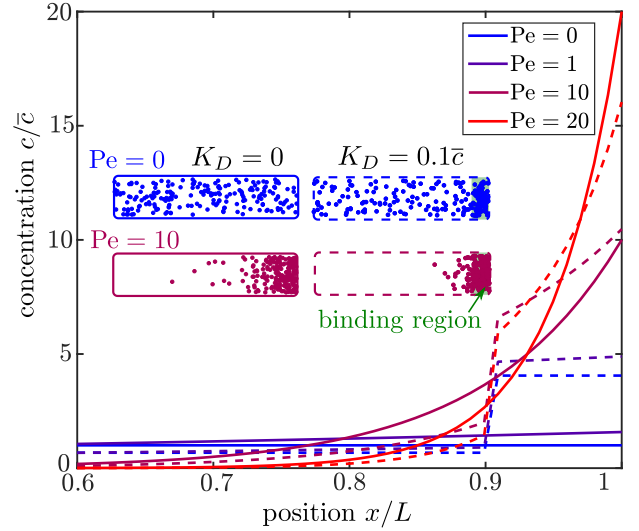 concentration c/c̅
20
15
10
5
0
Pe = 0
Pe = 1
Pe = 10
Pe = 20
Pe = 0
K_D = 0
K_D = 0.1c̅
Pe = 10
binding region
0.6
0.7
0.8
0.9
1
position x/L